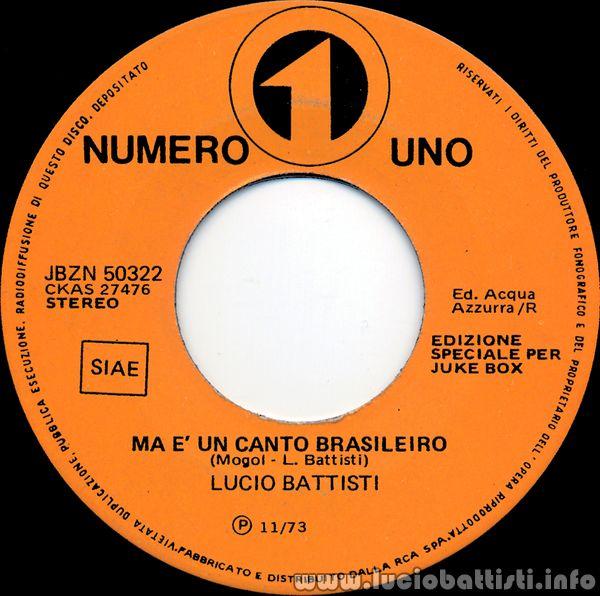 NUMERO 1 UNO
JBZN 50322
CKAS 27476
STEREO
SIAE
Ed. Acqua
Azzurra/R
EDIZIONE
SPECIALE PER
JUKE BOX
MA E' UN CANTO BRASILEIRO
(Mogol - L. Battisti)
LUCIO BATTISTI
Ⓟ 11/73
RISERVATI I DIRITTI DEL PRODUTTORE FONOGRAFICO E DEL PROPRIETARIO DELL'OPERA RIPRODOTTA.
VIETATA DUPLICAZIONE, PUBBLICA ESECUZIONE, RADIODIFFUSIONE DI QUESTO DISCO. DEPOSITATO
FABBRICATO E DISTRIBUITO DALLA RCA SPA.
www.luciobattisti.info